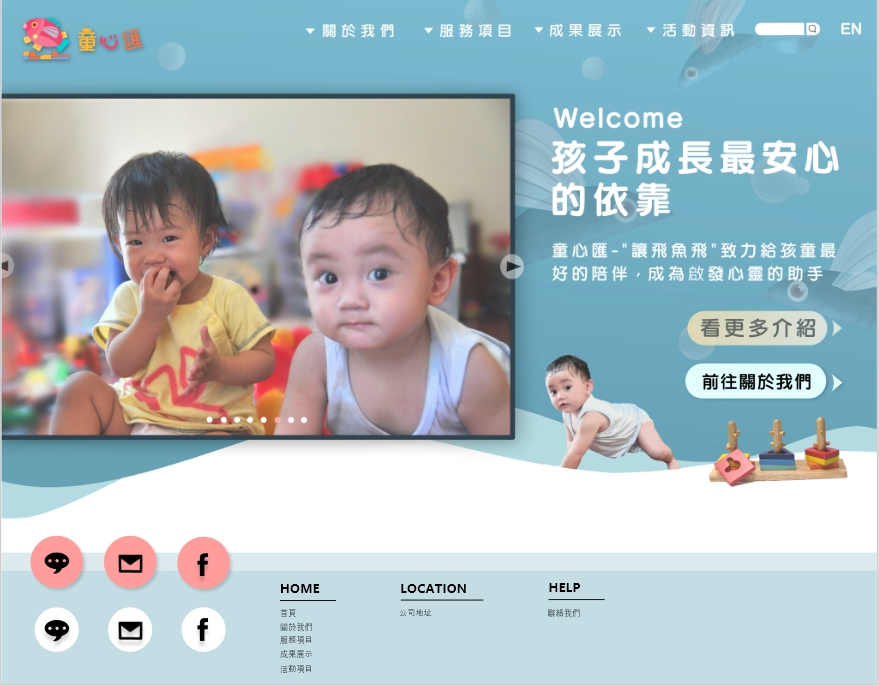 童心匯
關於我們
服務項目
成果展示
活動資訊
EN
Welcome
孩子成長最安心
的依靠
童心匯-"讓飛魚飛"致力給孩童最
好的陪伴，成為啟發心靈的助手
看更多介紹
前往關於我們
HOME
首頁
關於我們
服務項目
成果展示
活動項目
LOCATION
公司地址
HELP
聯絡我們